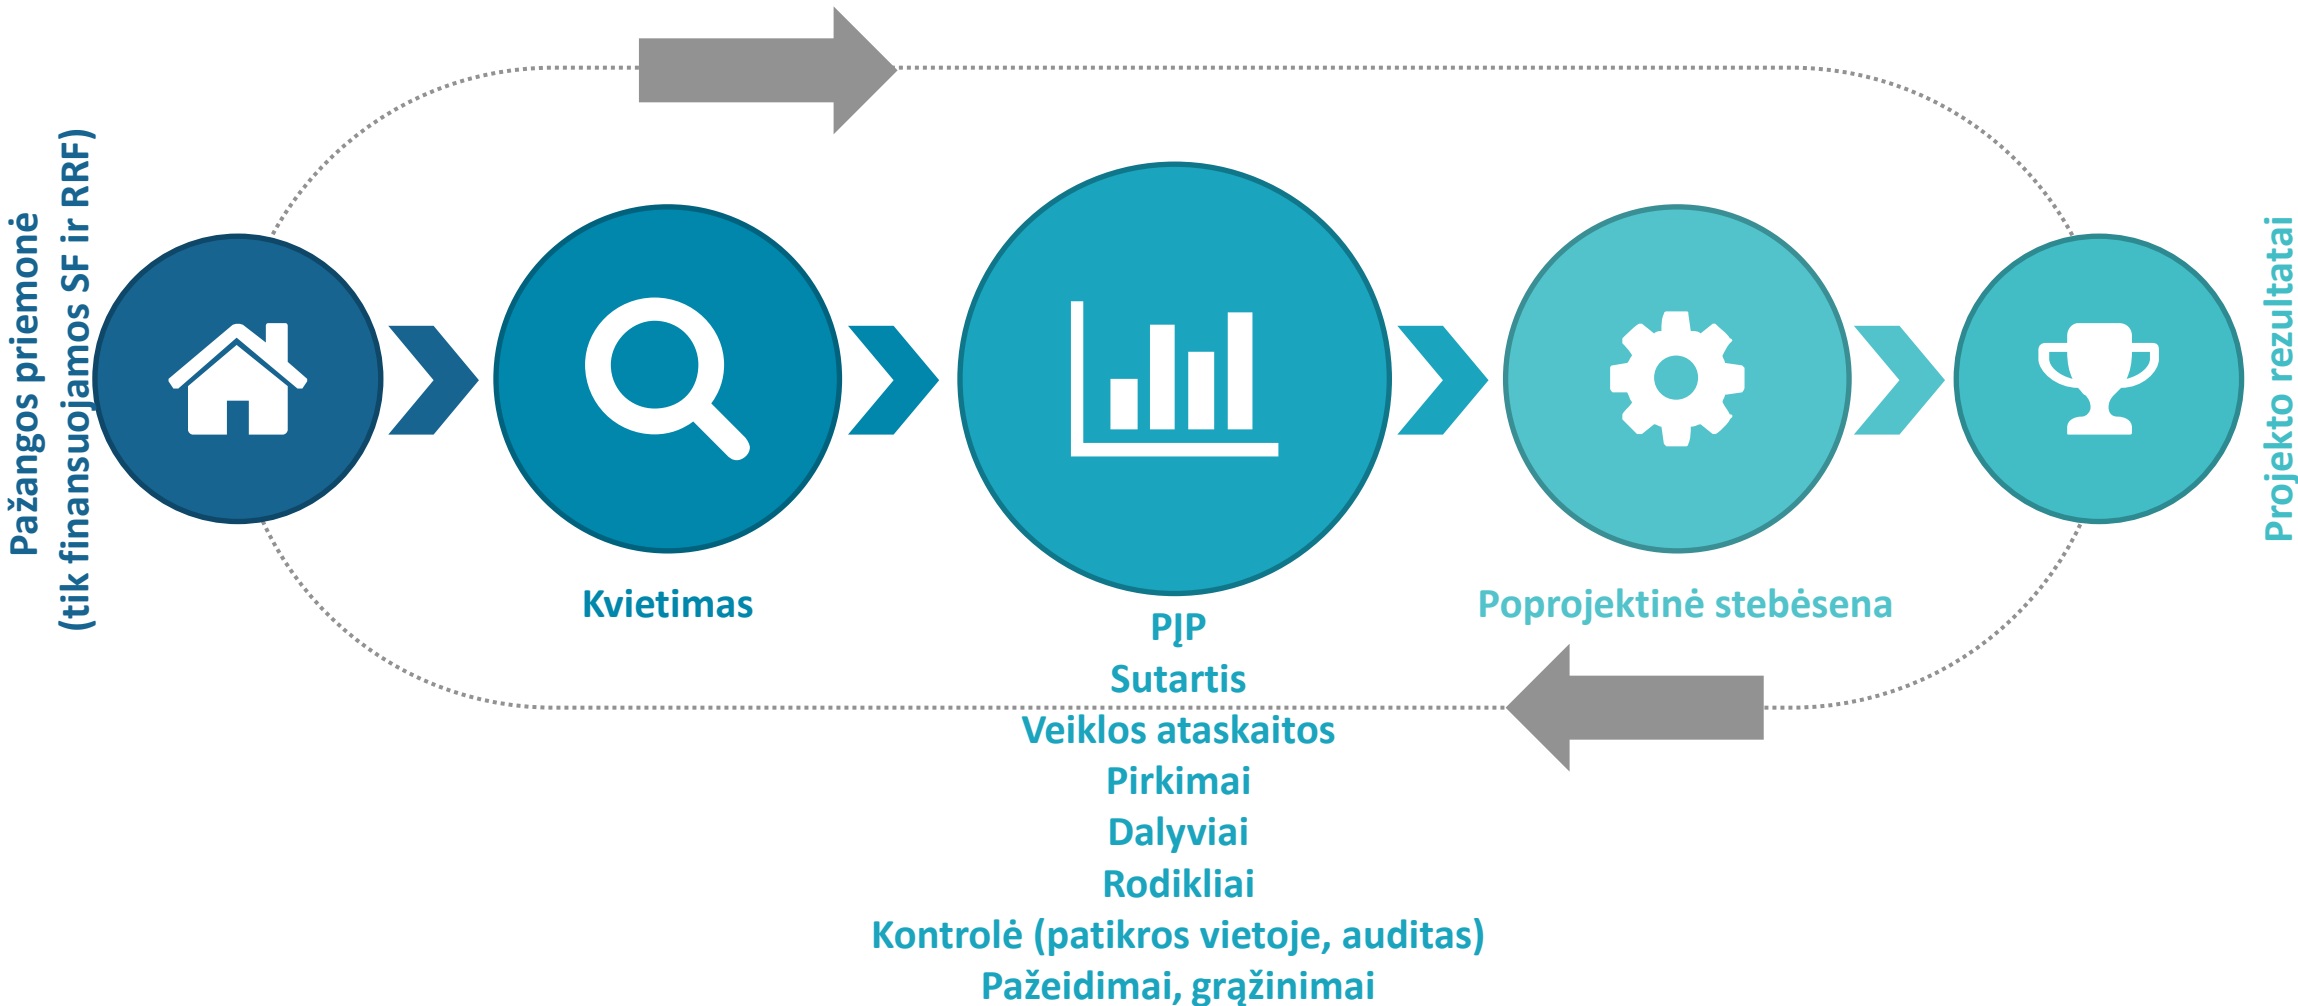 Pažangos priemonė
(tik finansuojamos SF ir RRF)
Kvietimas
PĮP
Sutartis
Veiklos ataskaitos
Pirkimai
Dalyviai
Rodikliai
Kontrolė (patikros vietoje, auditas)
Pažeidimai, grąžinimai
Poprojektinė stebėsena
Projekto rezultatai